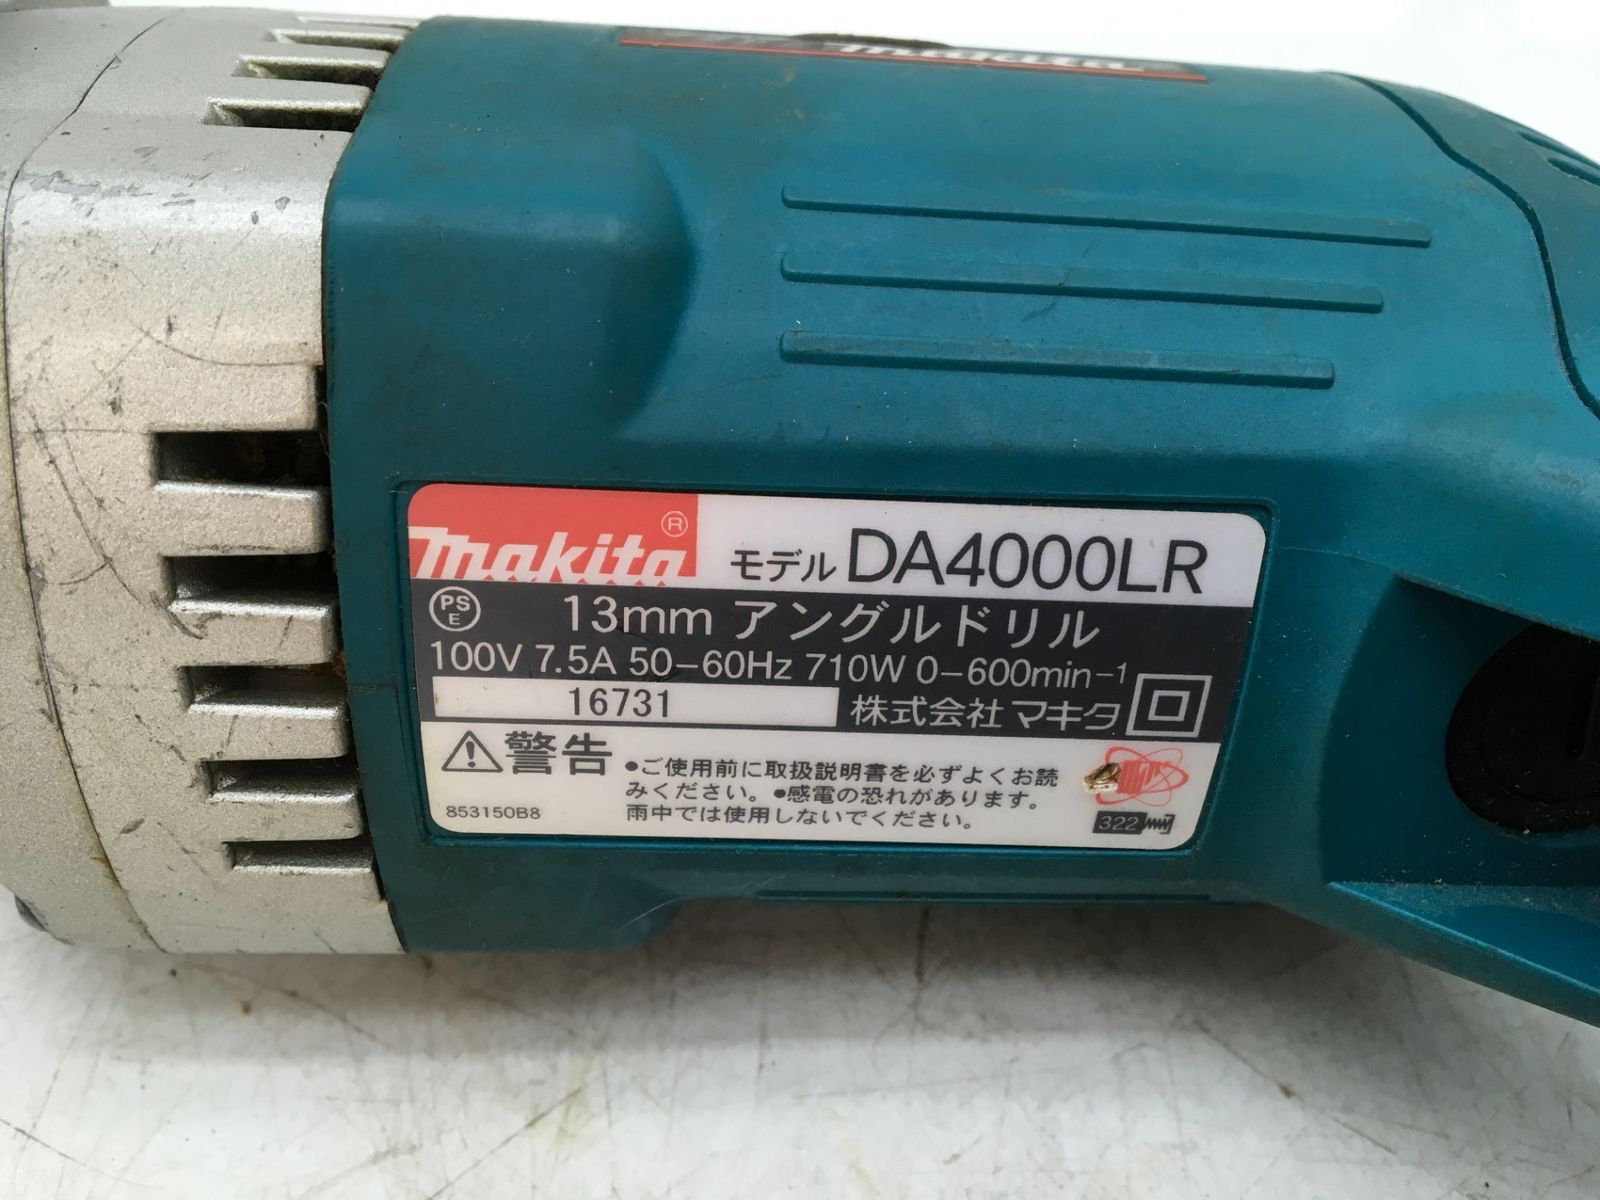 makita
makita®
モデル DA4000LR
PS E
13mm アングルドリル
100V 7.5A 50-60Hz 710W 0-600min-1
16731
株式会社 マキタ
警告
●ご使用前に取扱説明書を必ずよくお読
みください。●感電の恐れがあります。
雨中では使用しないでください。
853150B8
322